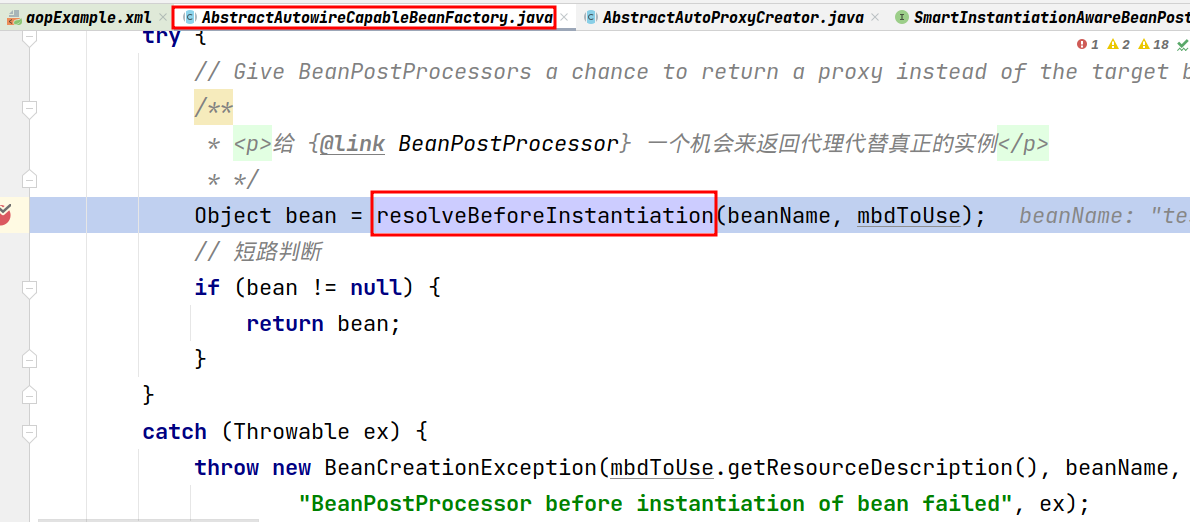 aopExample.xml AbstractAutowireCapableBeanFactory.java AbstractAutoProxyCreator.java SmartInstantiationAwareBeanPost
try {
1 2 18
// Give BeanPostProcessors a chance to return a proxy instead of the target b
/**
* <p>给 {@link BeanPostProcessor} 一个机会来返回代理代替真正的实例</p>
* */
Object bean = resolveBeforeInstantiation(beanName, mbdToUse); beanName: "te
// 短路判断
if (bean != null) {
return bean;
}
}
catch (Throwable ex) {
throw new BeanCreationException(mbdToUse.getResourceDescription(), beanName,
"BeanPostProcessor before instantiation of bean failed", ex);